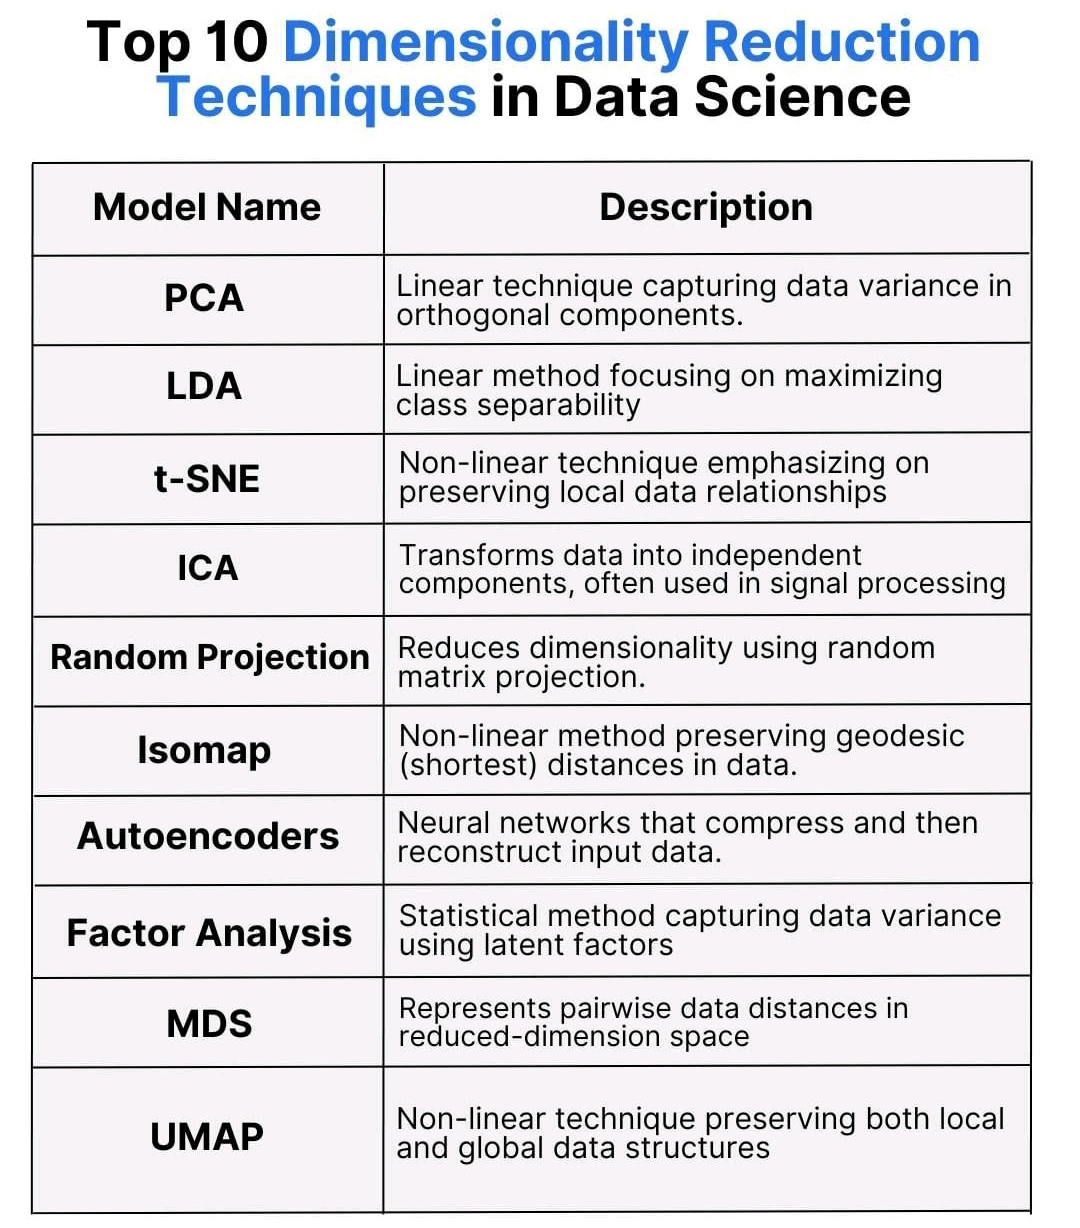 Top 10 Dimensionality Reduction
Techniques in Data Science
Model Name
Description
PCA
Linear technique capturing data variance in
orthogonal components.
LDA
Linear method focusing on maximizing
class separability
t-SNE
Non-linear technique emphasizing on
preserving local data relationships
ICA
Transforms data into independent
components, often used in signal processing
Random Projection
Reduces dimensionality using random
matrix projection.
Isomap
Non-linear method preserving geodesic
(shortest) distances in data.
Autoencoders
Neural networks that compress and then
reconstruct input data.
Factor Analysis
Statistical method capturing data variance
using latent factors
MDS
Represents pairwise data distances in
reduced-dimension space
UMAP
Non-linear technique preserving both local
and global data structures